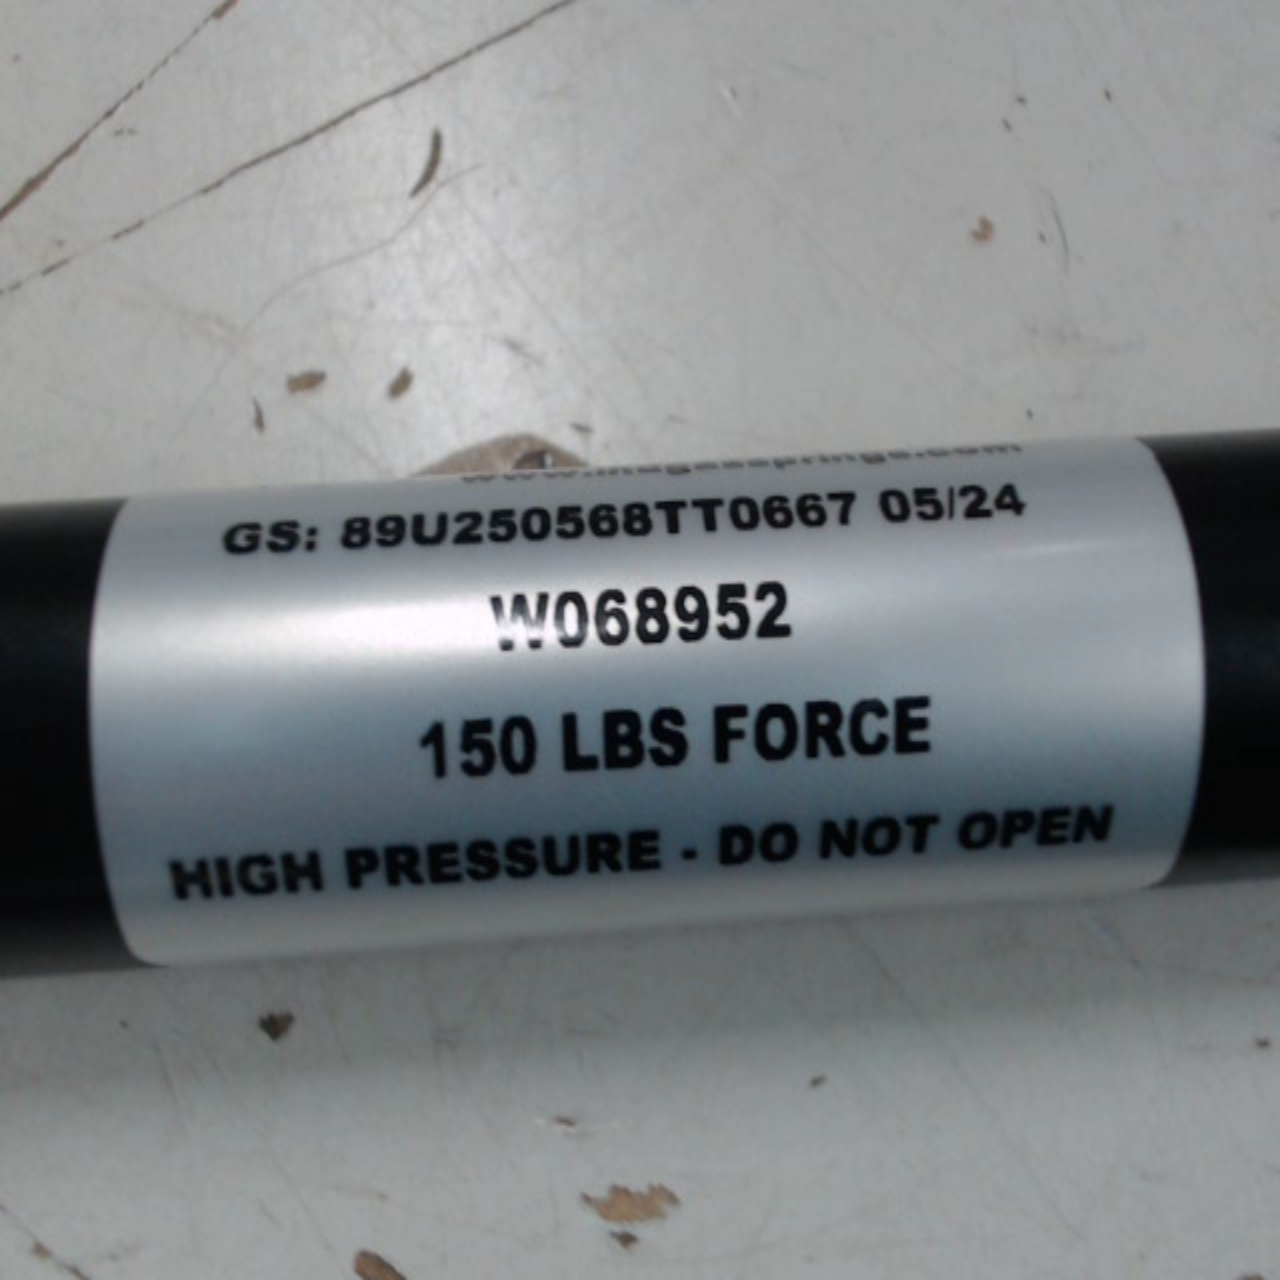 GS: 89U250568TT0667 05/24
W068952
150 LBS FORCE
HIGH PRESSURE - DO NOT OPEN